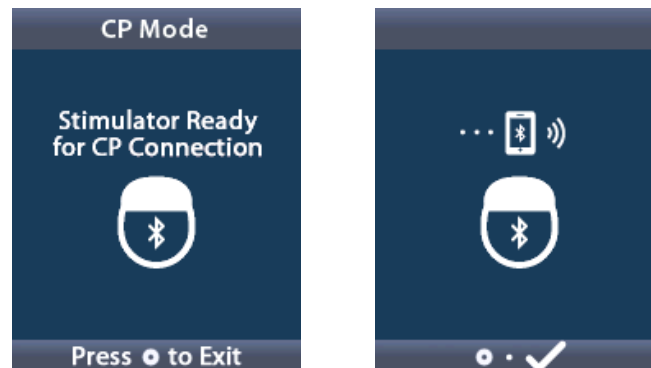 CP Mode
Stimulator Ready
for CP Connection
Press to Exit